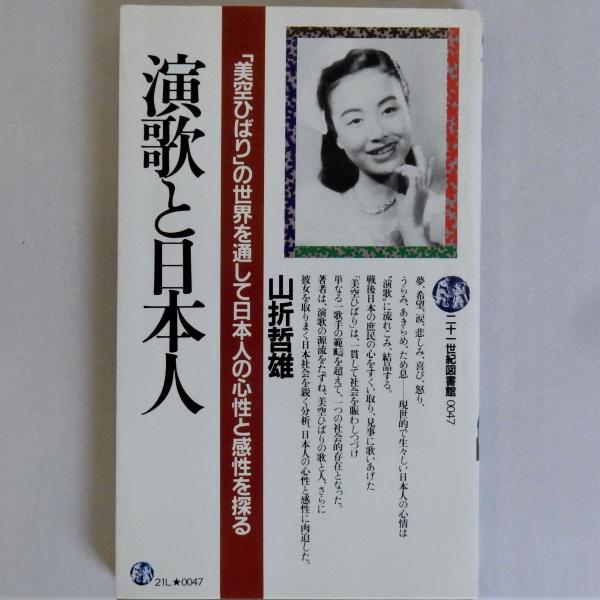 二十一世紀図書館 0047
夢、希望、涙、悲しみ、喜び、怒り、
うらみ、あきらめ、ため息──現世的で生々しい日本人の心情は
“演歌”に流れこみ、結晶する。
戦後日本の庶民の心をすくい取り、見事に歌いあげた
「美空ひばり」は、一貫して社会を賑わしつづけ
単なる一歌手の範疇を超えて、一つの社会的存在となった。
著者は、演歌の源流をたずね、美空ひばりの歌と人、さらに
彼女を取りまく日本社会を鋭く分析、日本人の心性と感性に肉迫した。
山折哲雄
「美空ひばり」の世界を通して日本人の心性と感性を探る
演歌と日本人
21L★0047